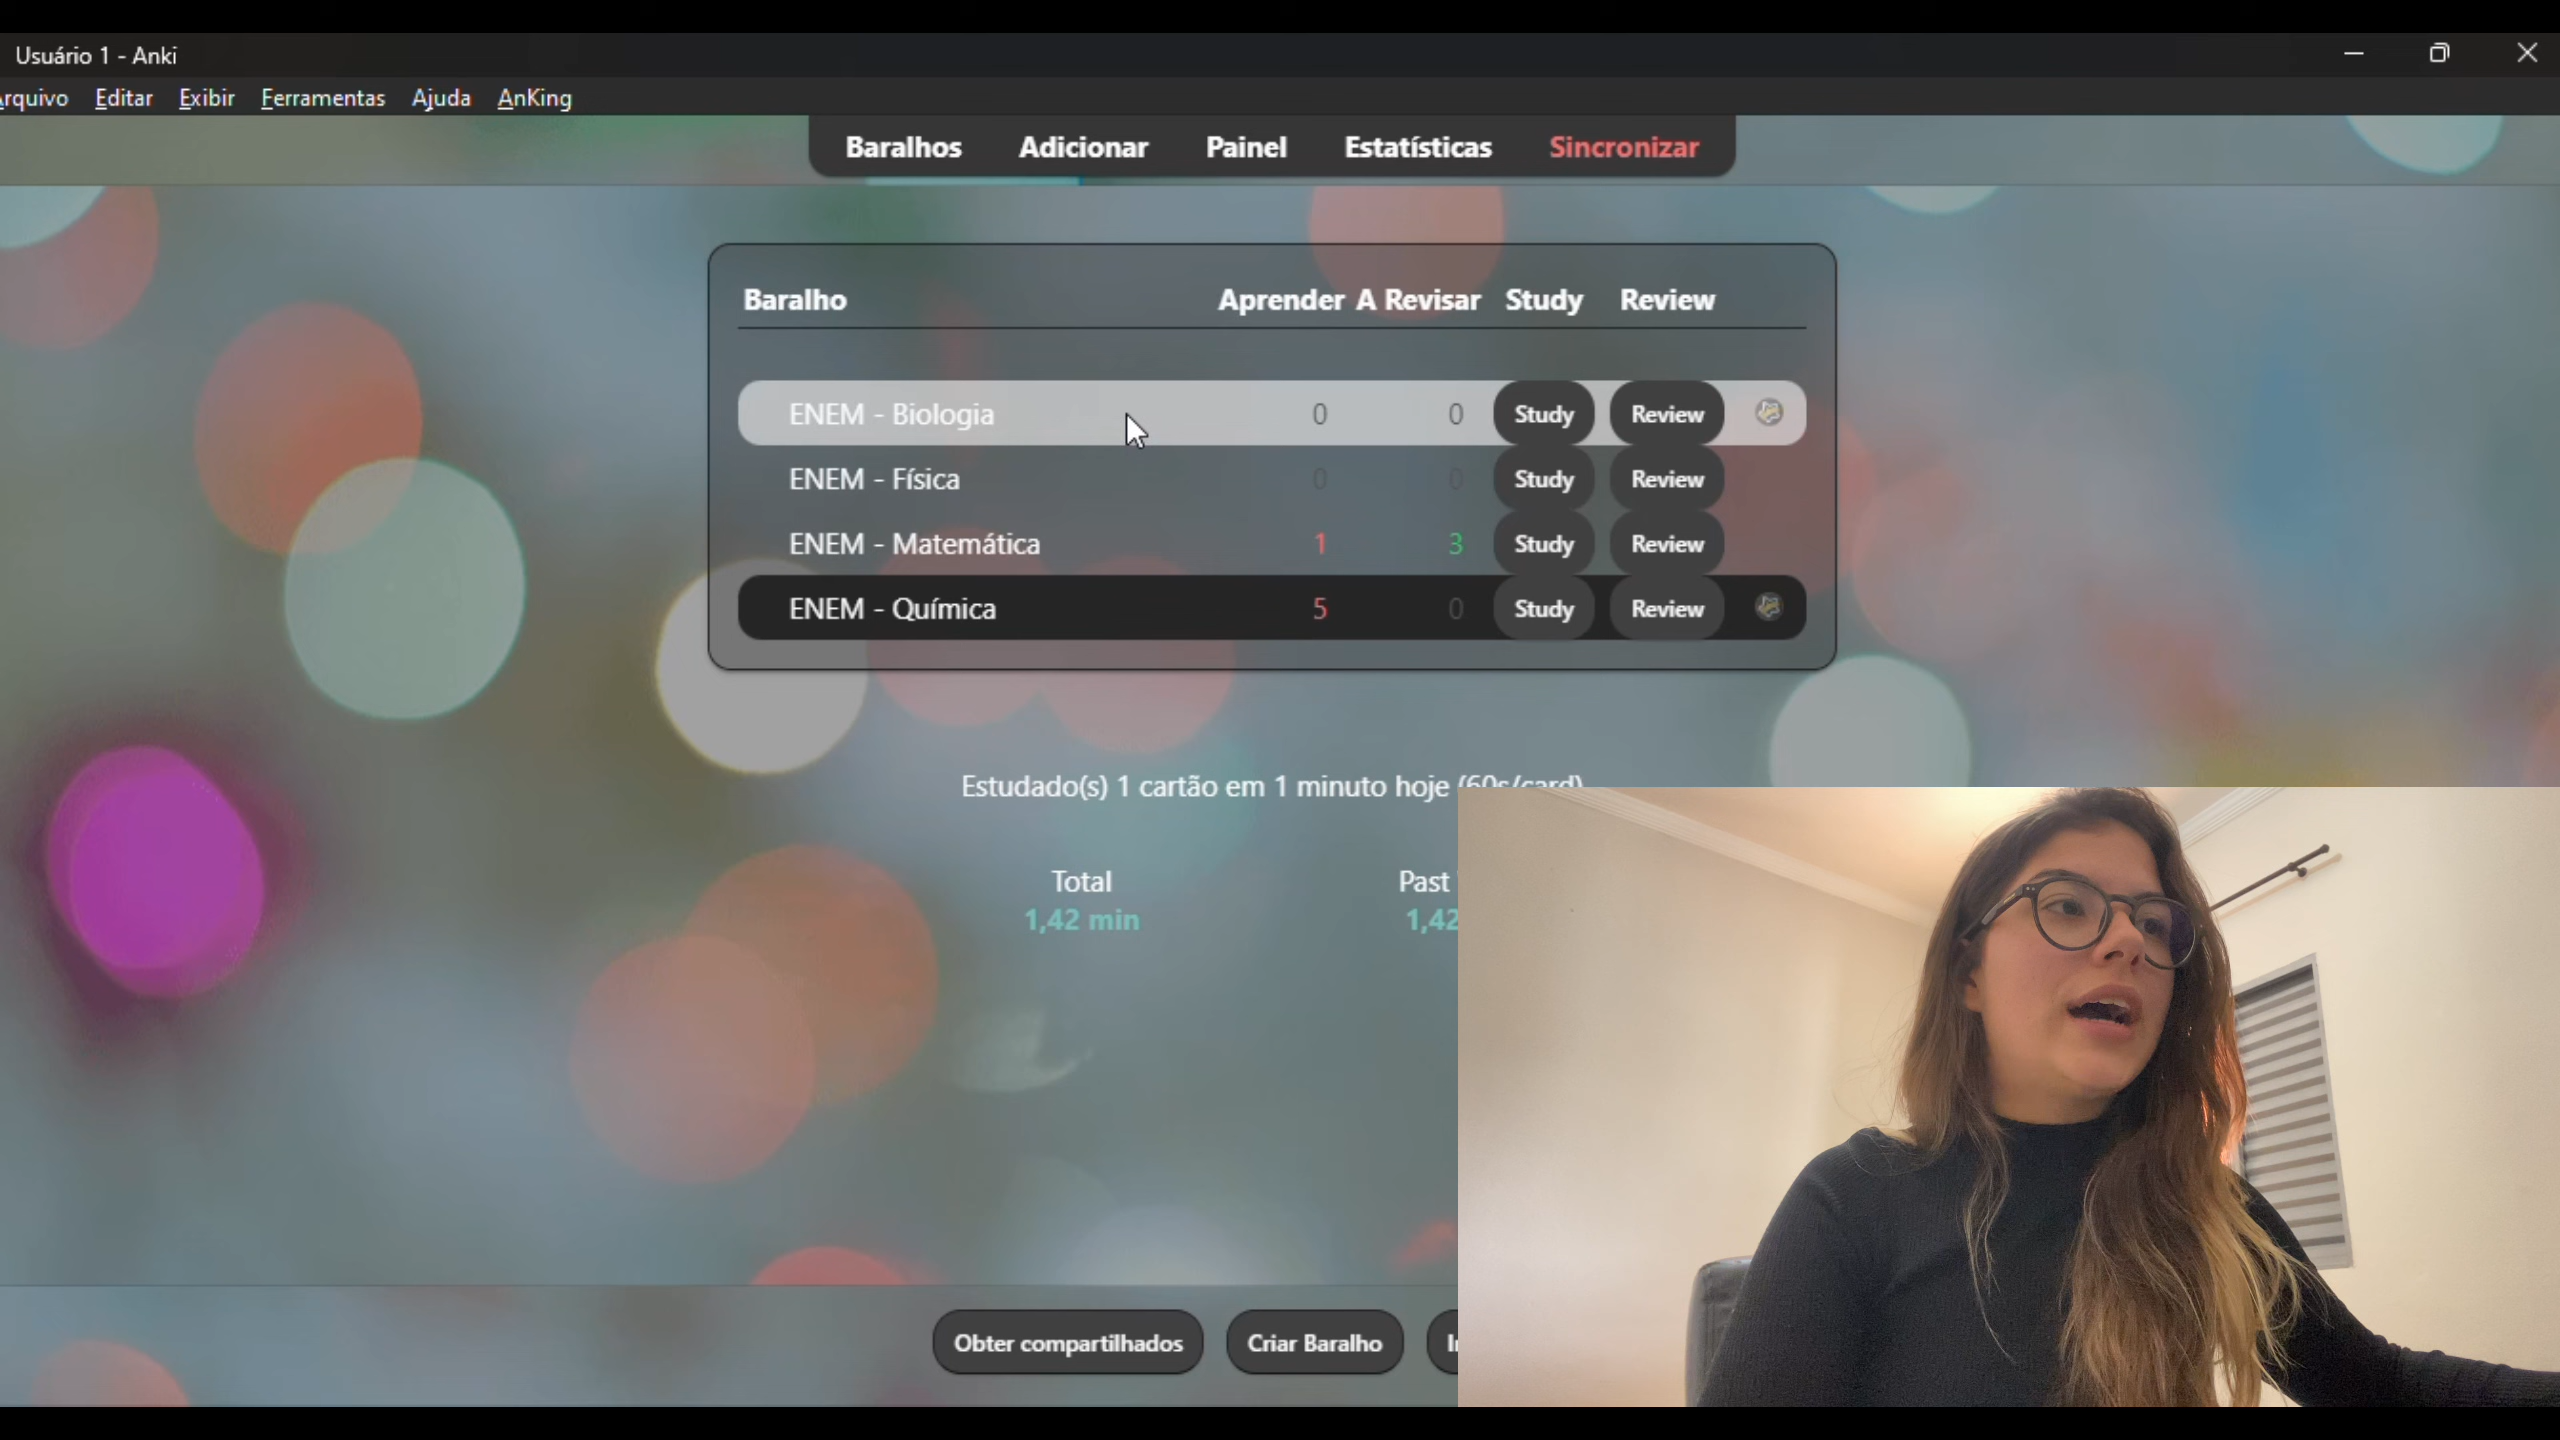 Usuário 1 - Anki
rquivo Editar Exibir Ferramentas Ajuda AnKing
Baralhos Adicionar Painel Estatísticas Sincronizar
Baralho Aprender A Revisar Study Review
ENEM - Biologia 0 0 Study Review
ENEM - Física 0 0 Study Review
ENEM - Matemática 1 3 Study Review
ENEM - Química 5 0 Study Review
Estudado(s) 1 cartão em 1 minuto hoje (60s/card)
Total Past
1,42 min 1,42
Obter compartilhados Criar Baralho